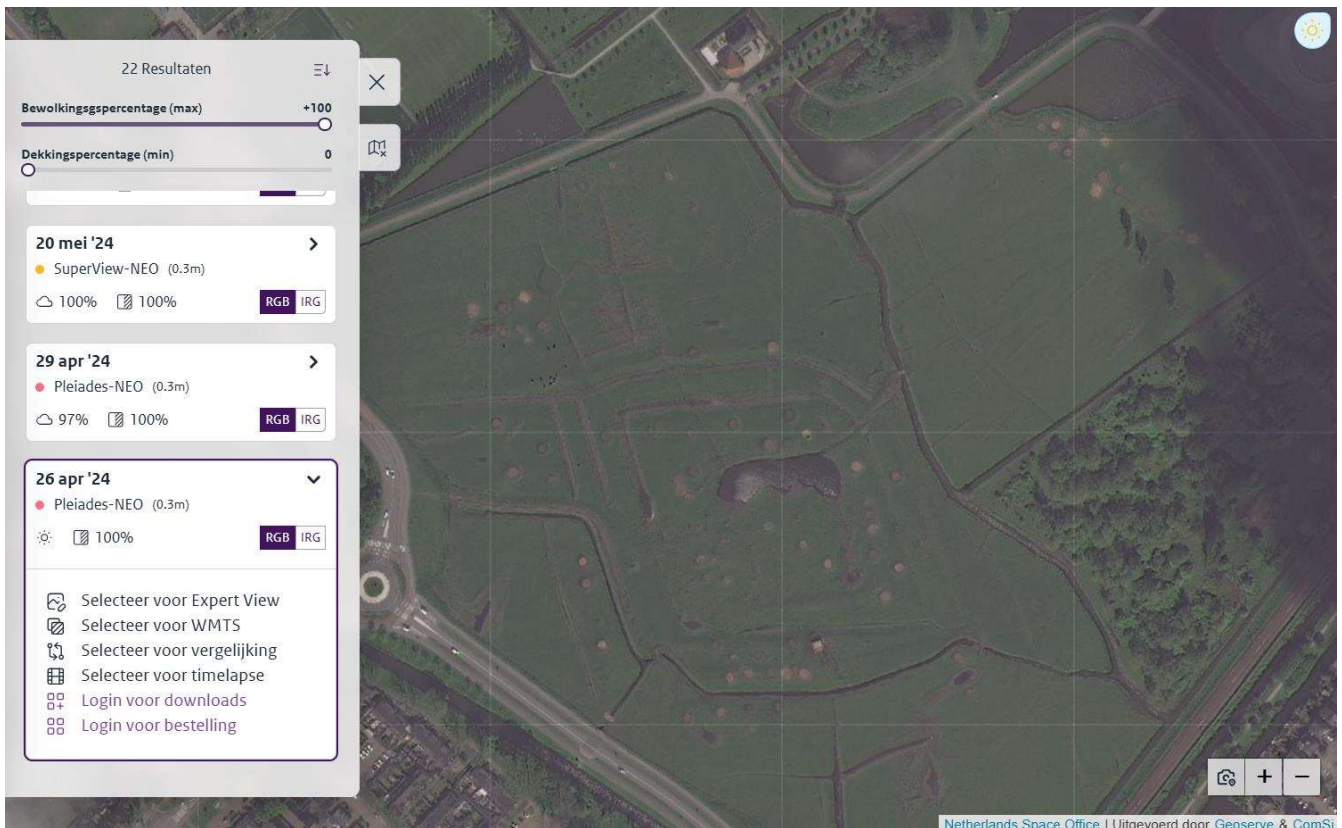 22 Resultaten
Bewolkingsgspercentage (max) +100
Dekkingspercentage (min) 0
20 mei '24
SuperView-NEO (0.3m)
100% 100% RGB IRG
29 apr '24
Pleiades-NEO (0.3m)
97% 100% RGB IRG
26 apr '24
Pleiades-NEO (0.3m)
100% RGB IRG
Selecteer voor Expert View
Selecteer voor WMTS
Selecteer voor vergelijking
Selecteer voor timelapse
Login voor downloads
Login voor bestelling
Netherlands Space Office | Uitgevoerd door Geoserve & ComSi